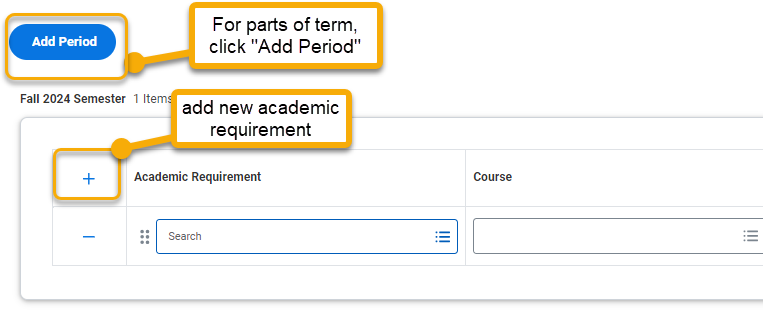 Add Period
For parts of term,
click "Add Period"
Fall 2024 Semester 1 Items
add new academic
requirement
+ Academic Requirement Course
− Search